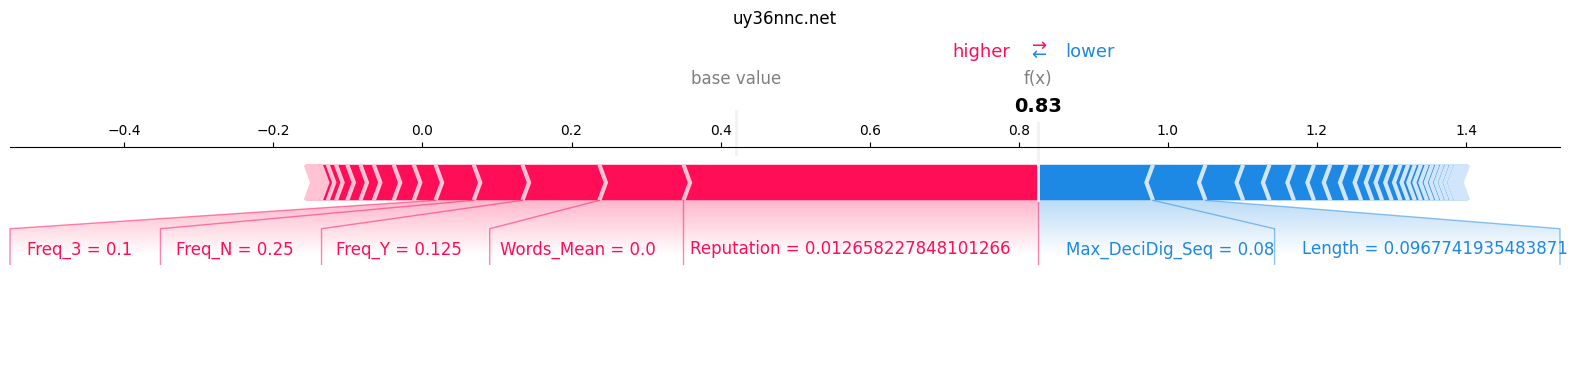 uy36nnc.net
higher ⇄ lower
base value f(x)
0.83
−0.4 −0.2 0.0 0.2 0.4 0.6 0.8 1.0 1.2 1.4
Freq_3 = 0.1 Freq_N = 0.25 Freq_Y = 0.125 Words_Mean = 0.0 Reputation = 0.012658227848101266 Max_DeciDig_Seq = 0.08 Length = 0.0967741935483871